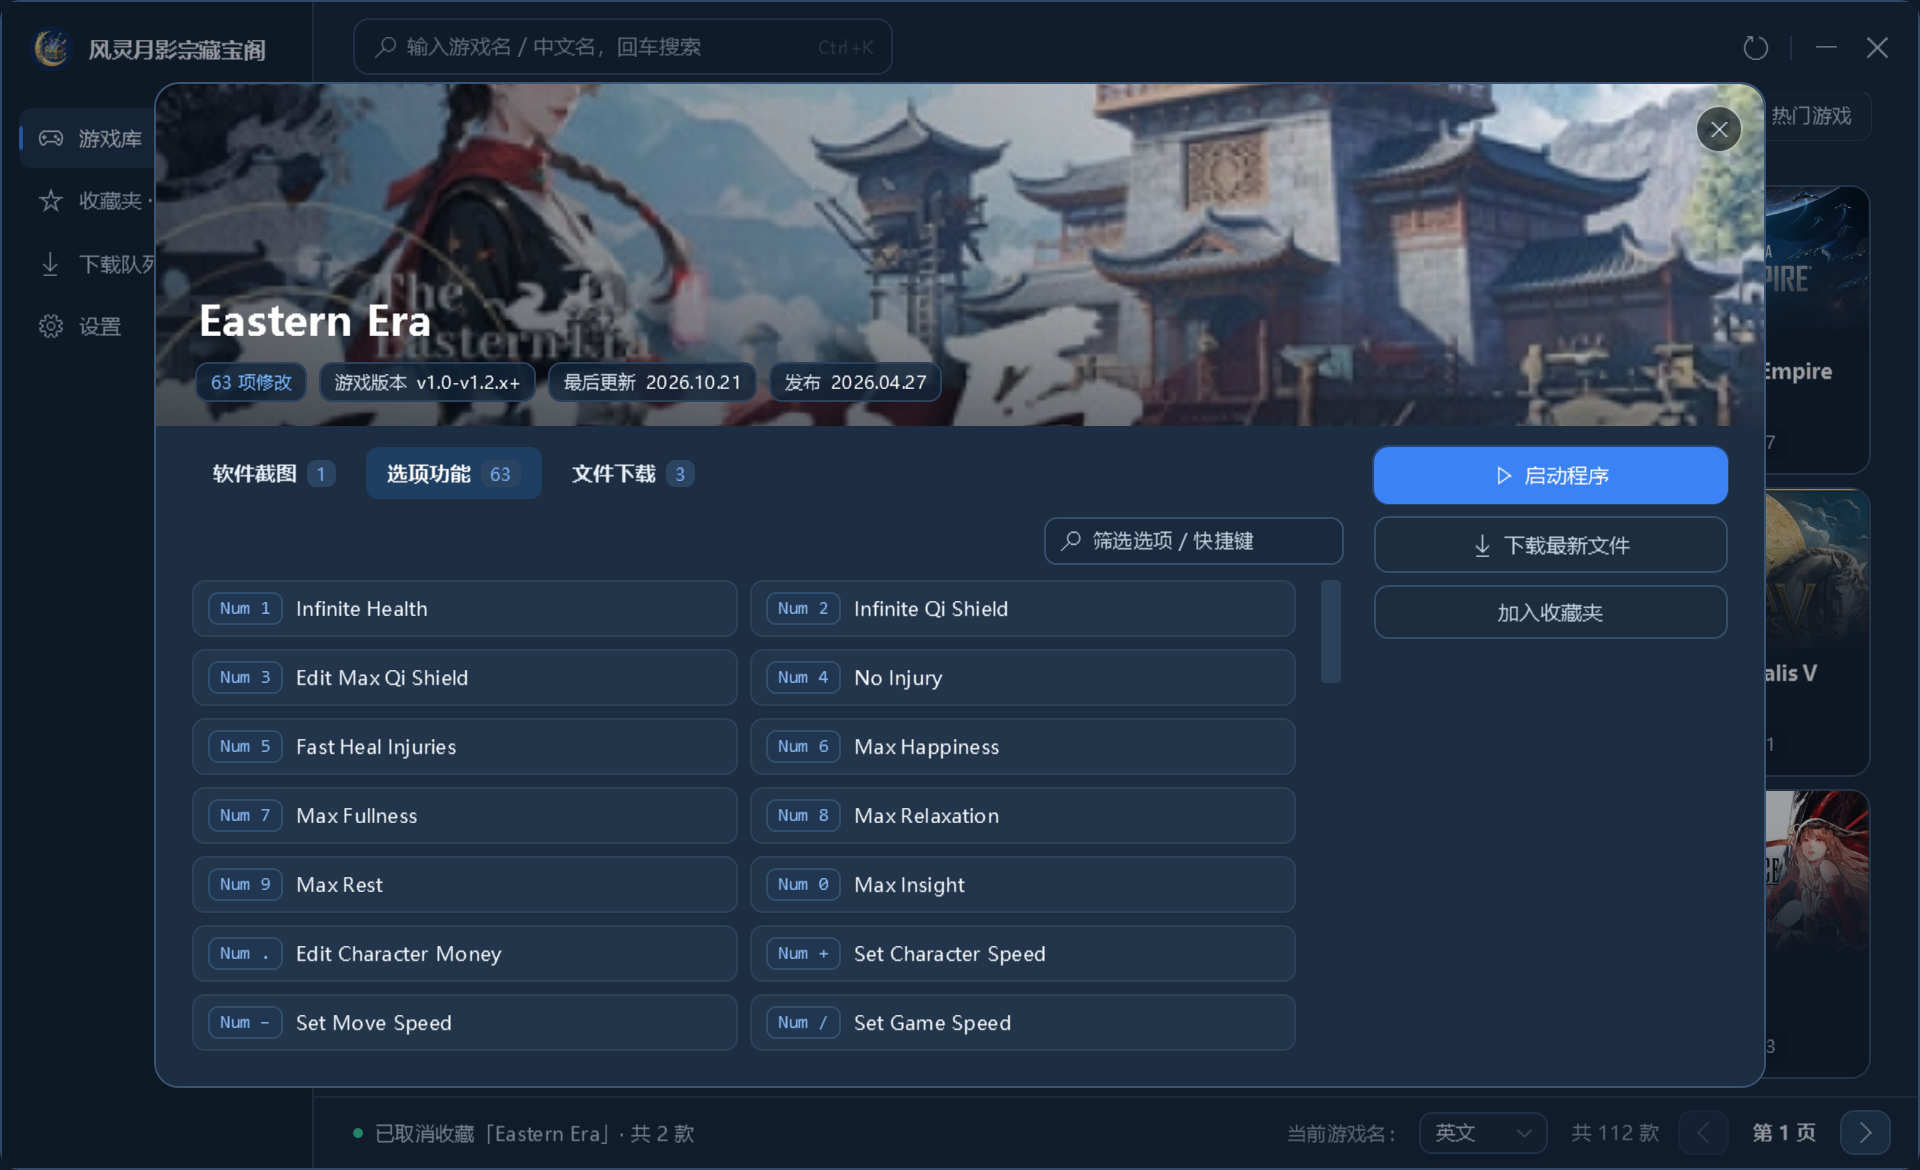 风灵月影宗藏宝阁
输入游戏名 / 中文名，回车搜索 Ctrl+K
游戏库
收藏夹 ·
下载队列
设置
热门游戏
The
Eastern Era
Eastern Era
63 项修改
游戏版本 v1.0-v1.2.x+
最后更新 2026.10.21
发布 2026.04.27
软件截图 1
选项功能 63
文件下载 3
启动程序
筛选选项 / 快捷键
下载最新文件
加入收藏夹
Num 1 Infinite Health
Num 2 Infinite Qi Shield
Num 3 Edit Max Qi Shield
Num 4 No Injury
Num 5 Fast Heal Injuries
Num 6 Max Happiness
Num 7 Max Fullness
Num 8 Max Relaxation
Num 9 Max Rest
Num 0 Max Insight
Num . Edit Character Money
Num + Set Character Speed
Num - Set Move Speed
Num / Set Game Speed
PIRE
Empire
7
V
alis V
1
CE
3
已取消收藏「Eastern Era」· 共 2 款
当前游戏名：
英文
共 112 款
第 1 页